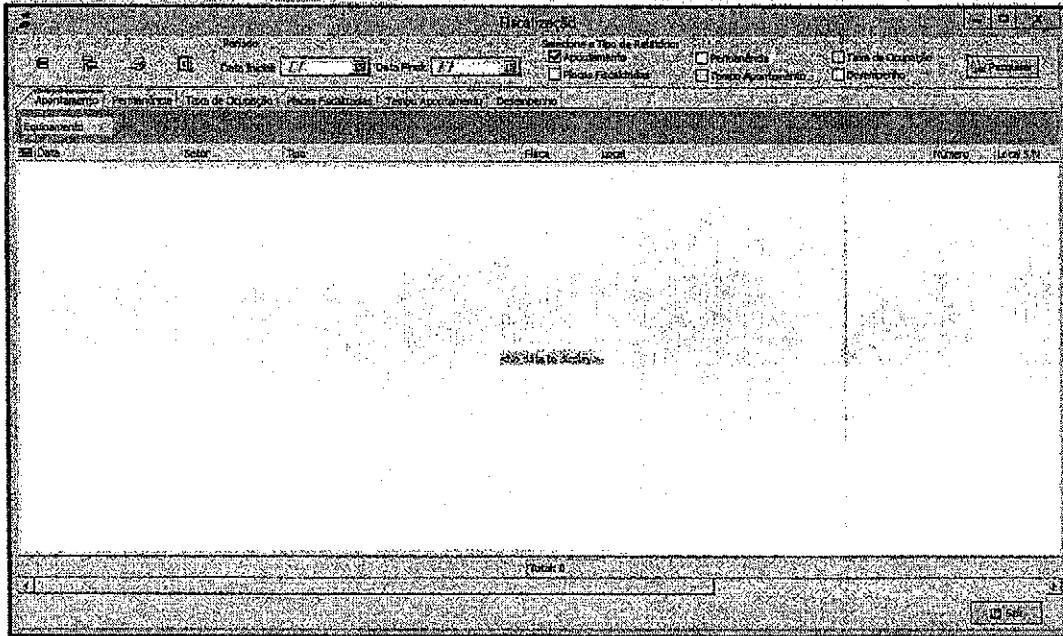 Fiscalização
Período
Selecione o Tipo de Relatório
Data Inicial / / Data Final / /
Apontamento Permanência Taxa de Ocupação
Placas Fiscalizadas Tempo Apontamento Desempenho
Pesquisar
Apontamento Permanência Taxa de Ocupação Placas Fiscalizadas Tempo Apontamento Desempenho
Equipamento
Data Setor Tipo Placa Local Número Local S/N
Total: 0
Sair